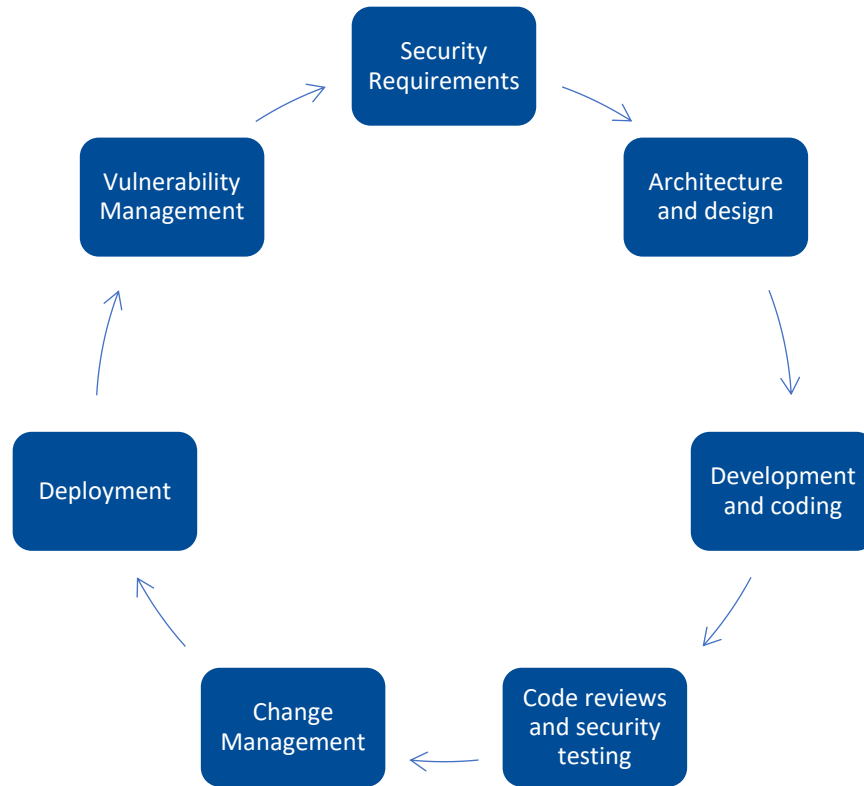 Security
Requirements
Architecture
and design
Development
and coding
Code reviews
and security
testing
Change
Management
Deployment
Vulnerability
Management